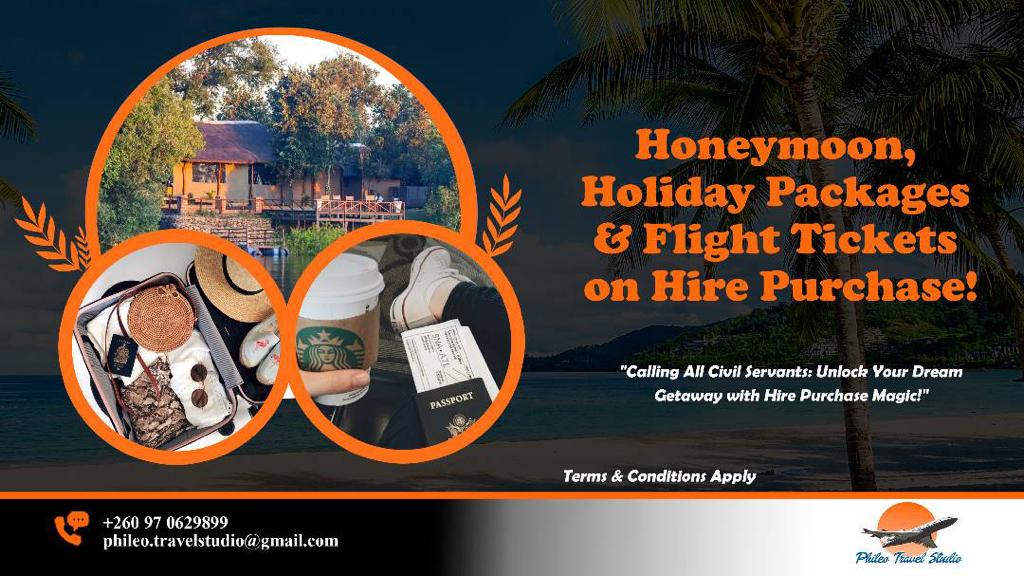 Honeymoon,
Holiday Packages
& Flight Tickets
on Hire Purchase!
"Calling All Civil Servants: Unlock Your Dream
Getaway with Hire Purchase Magic!"
Terms & Conditions Apply
PASSPORT
+260 97 0629899
phileo.travelstudio@gmail.com
Phileo Travel Studio